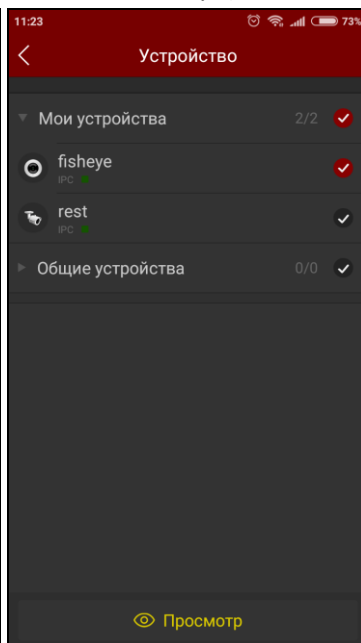 11:23 73%
Устройство
Мои устройства 2/2
fisheye
IPC
rest
IPC
Общие устройства 0/0
Просмотр